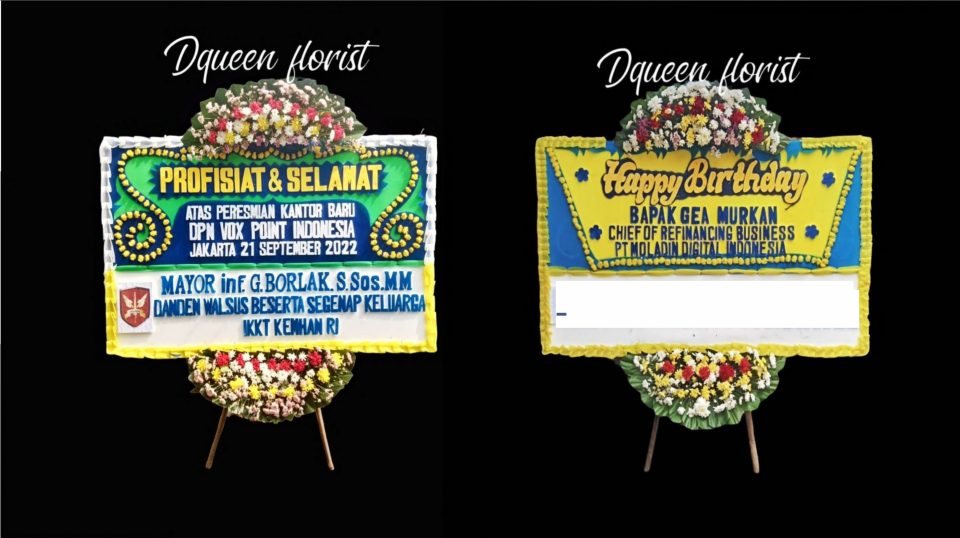 Dqueen florist
PROFISIAT & SELAMAT
ATAS PERESMIAN KANTOR BARU
DPN VOX POINT INDONESIA
JAKARTA 21 SEPTEMBER 2022
MAYOR inf. G. BORLAK. S.Sos.MM
DANDEN WALSUS BESERTA SEGENAP KELUARGA
IKKT KEMHAN RI
Dqueen florist
Happy Birthday
BAPAK GEA MURKAN
CHIEF OF REFINANCING BUSINESS
PT MOLADIN DIGITAL INDONESIA